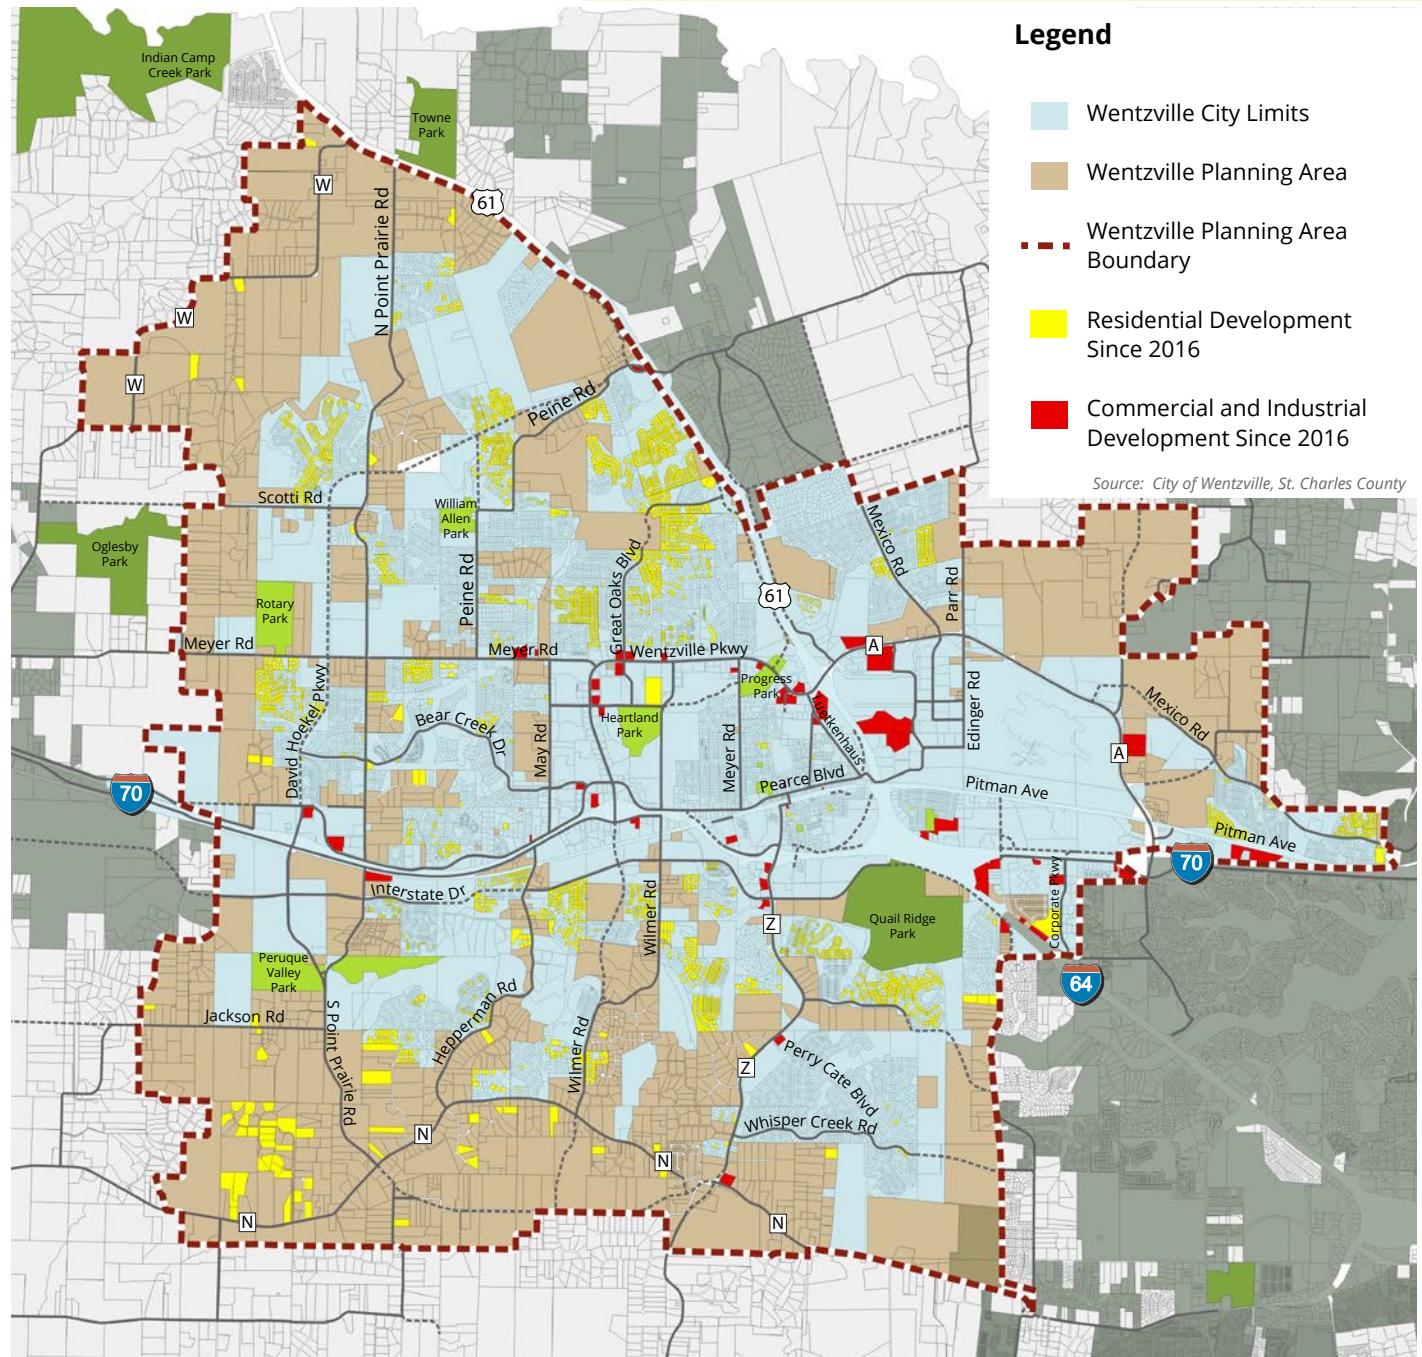 Legend
Wentzville City Limits
Wentzville Planning Area
Wentzville Planning Area
Boundary
Residential Development
Since 2016
Commercial and Industrial
Development Since 2016
Source: City of Wentzville, St. Charles County
Indian Camp
Creek Park
Towne
Park
W
61
N Point Prairie Rd
W
W
Peine Rd
Scotti Rd
William
Allen
Park
Mexico Rd
Oglesby
Park
Great Oaks Blvd
Peine Rd
61
Parr Rd
Rotary
Park
Meyer Rd
Meyer Rd
Wentzville Pkwy
A
Progress
Park
David Hoekel Pkwy
Bear Creek Dr
May Rd
Heartland
Park
Meyer Rd
Luetkenhaus
Edinger Rd
Mexico Rd
A
70
Pearce Blvd
Pitman Ave
Pitman Ave
70
Interstate Dr
Wilmer Rd
Z
Quail Ridge
Park
Corporate Pkwy
Peruque
Valley
Park
64
Jackson Rd
S Point Prairie Rd
Hepperman Rd
Wilmer Rd
Z
Perry Cate Blvd
Whisper Creek Rd
N
N
N
N